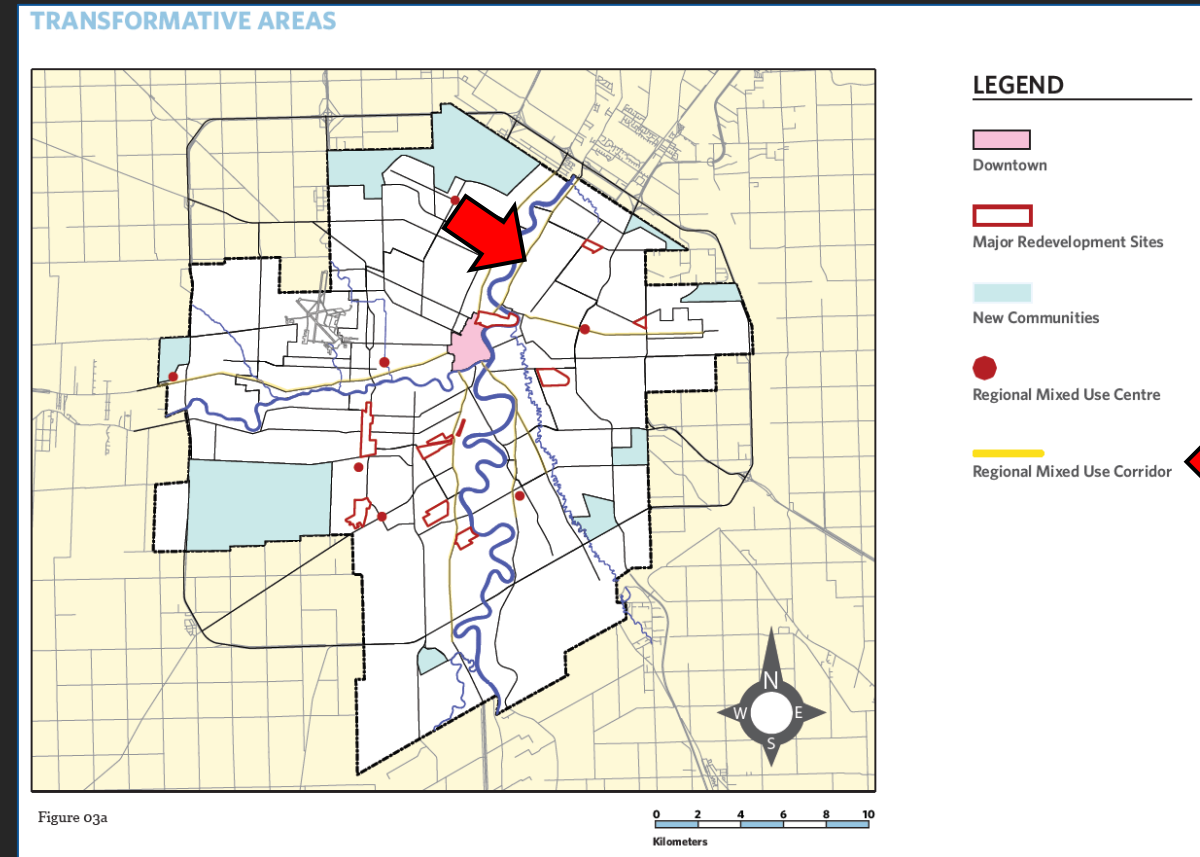 TRANSFORMATIVE AREAS
LEGEND
Downtown
Major Redevelopment Sites
New Communities
Regional Mixed Use Centre
Regional Mixed Use Corridor
N
W E
S
Figure 03a
0 2 4 6 8 10
Kilometers